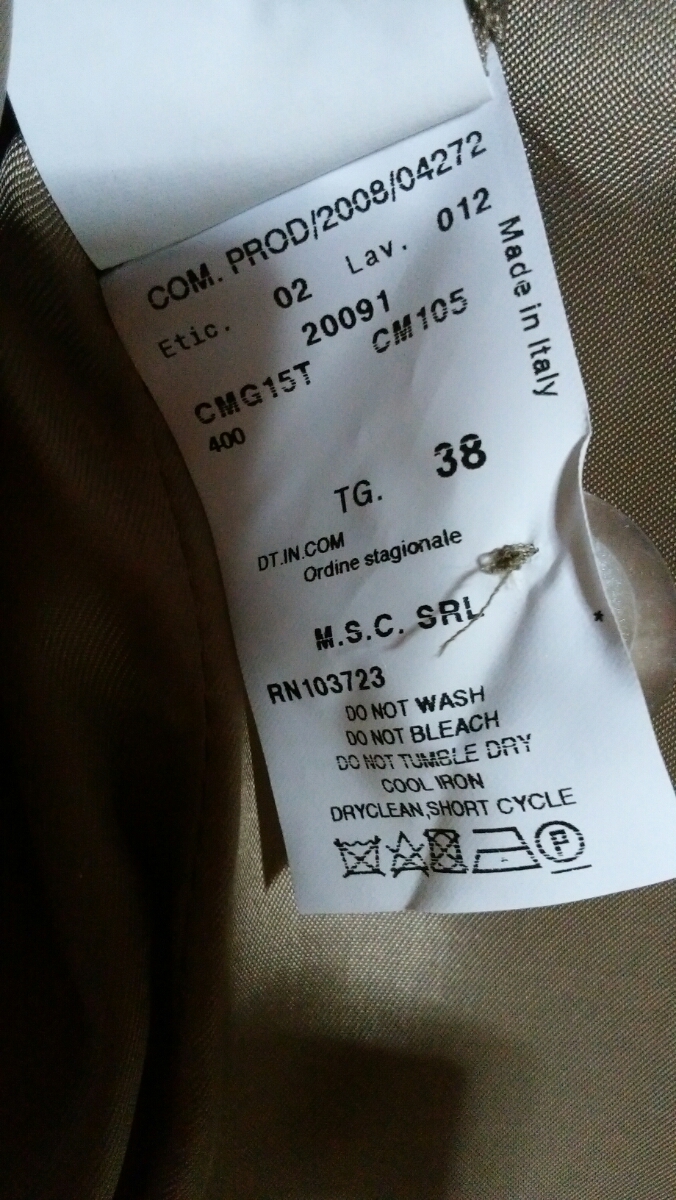 COM. PROD/2008/04272
Etic. 02 Lav. 012
20091
CMG15T CM105
400
TG. 38
DT.IN.COM
Ordine stagionale
M.S.C. SRL
RN103723
DO NOT WASH
DO NOT BLEACH
DO NOT TUMBLE DRY
COOL IRON
DRYCLEAN,SHORT CYCLE
P
Made in Italy
*